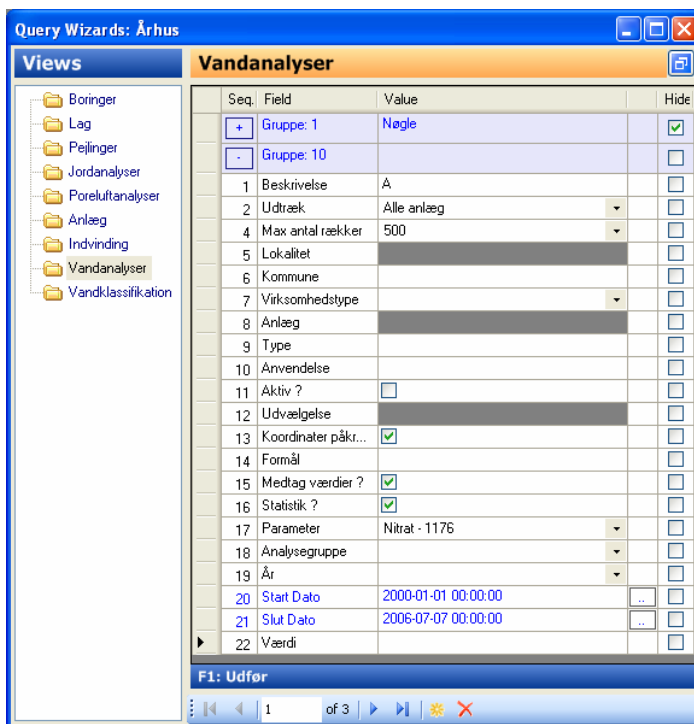 Query Wizards: Århus
Views
Boringer
Lag
Pejlinger
Jordanalyser
Poreluftanalyser
Anlæg
Indvinding
Vandanalyser
Vandklassifikation
Vandanalyser
Seq. Field Value Hide
+ Gruppe: 1 Nøgle
- Gruppe: 10
1 Beskrivelse A
2 Udtræk Alle anlæg
4 Max antal rækker 500
5 Lokalitet
6 Kommune
7 Virksomhedstype
8 Anlæg
9 Type
10 Anvendelse
11 Aktiv ?
12 Udvælgelse
13 Koordinater påkr...
14 Formål
15 Medtag værdier ?
16 Statistik ?
17 Parameter Nitrat - 1176
18 Analysegruppe
19 År
20 Start Dato 2000-01-01 00:00:00 ..
21 Slut Dato 2006-07-07 00:00:00 ..
22 Værdi
F1: Udfør
1 of 3